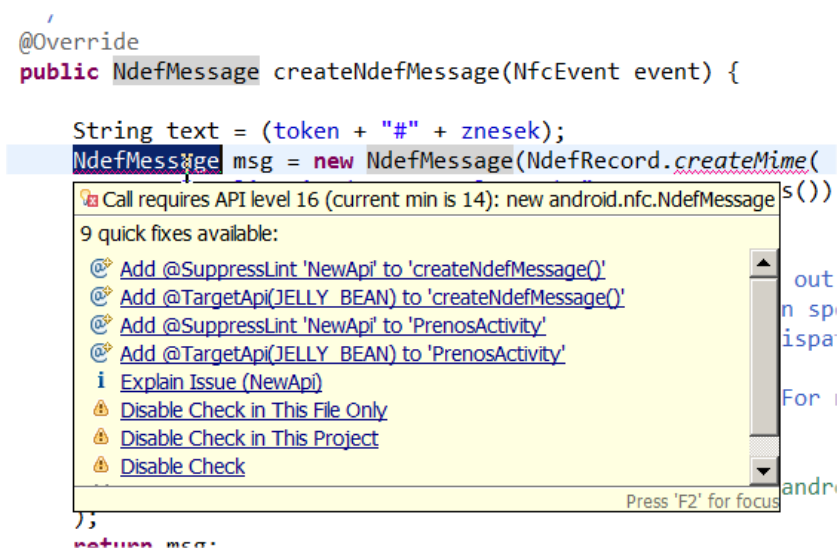 @Override
public NdefMessage createNdefMessage(NfcEvent event) {
String text = (token + "#" + znesek);
NdefMessage msg = new NdefMessage(NdefRecord.createMime(
s())
Call requires API level 16 (current min is 14): new android.nfc.NdefMessage
9 quick fixes available:
Add @SuppressLint 'NewApi' to 'createNdefMessage()'
Add @TargetApi(JELLY_BEAN) to 'createNdefMessage()'
Add @SuppressLint 'NewApi' to 'PrenosActivity'
Add @TargetApi(JELLY_BEAN) to 'PrenosActivity'
Explain Issue (NewApi)
Disable Check in This File Only
Disable Check in This Project
Disable Check
Press 'F2' for focus
out
n sp
ispa
For
andr
);
return msg;